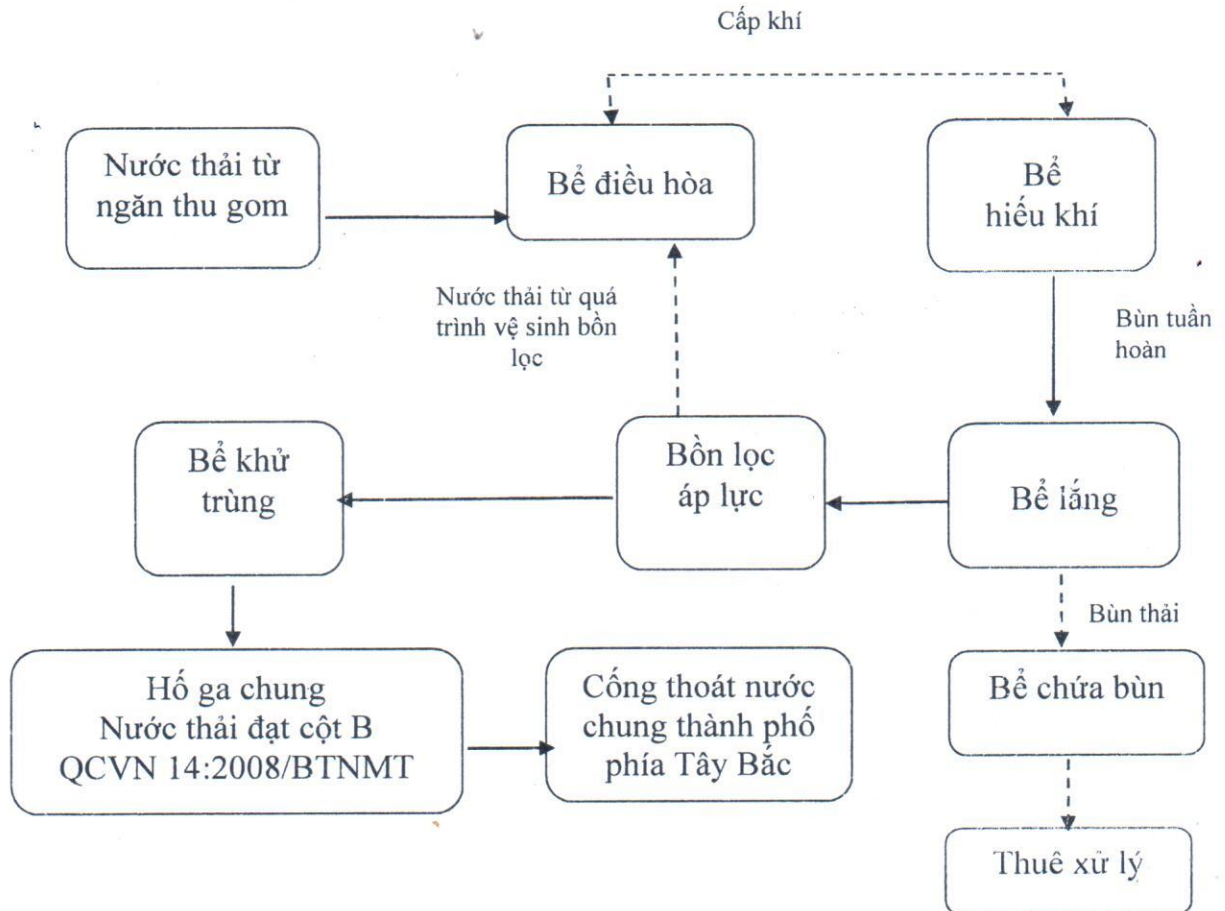 Cấp khí
Nước thải từ
ngăn thu gom
Bể điều hòa
Bể
hiếu khí
Nước thải từ quá
trình vệ sinh bồn
lọc
Bùn tuần
hoàn
Bể khử
trùng
Bồn lọc
áp lực
Bể lắng
Bùn thải
Hố ga chung
Nước thải đạt cột B
QCVN 14:2008/BTNMT
Cống thoát nước
chung thành phố
phía Tây Bắc
Bể chứa bùn
Thuê xử lý